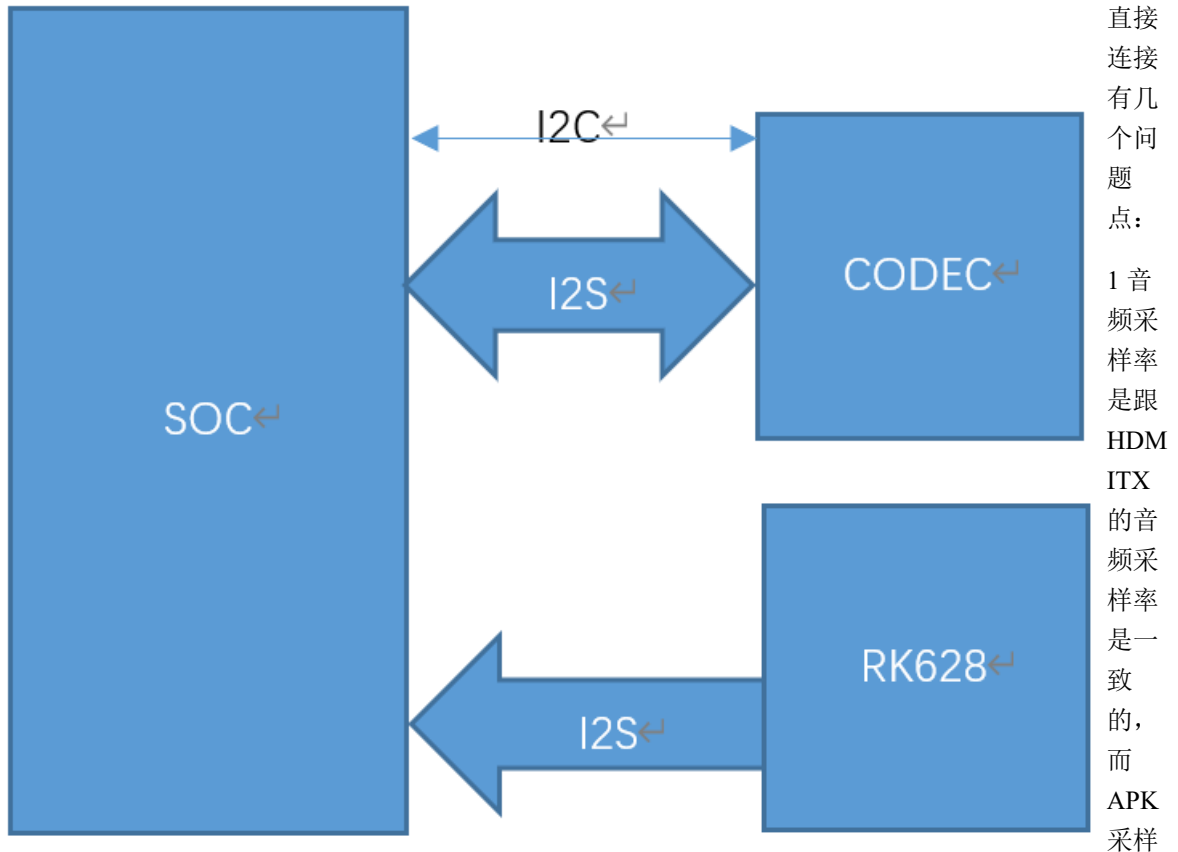 I2C↵
I2S↵
CODEC↵
SOC↵
RK628↵
I2S↵
直接
连接
有几
个问
题
点：
1 音
频采
样率
是跟
HDM
ITX
的音
频采
样率
是一
致
的，
而
APK
采样